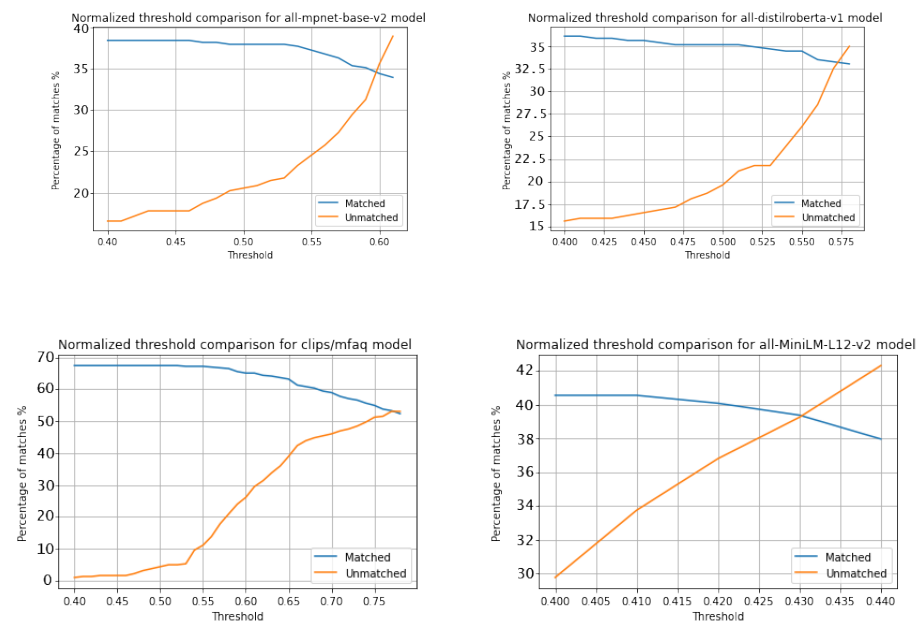 Normalized threshold comparison for all-mpnet-base-v2 model
40
35
30
25
20
Percentage of matches %
Matched
Unmatched
0.40 0.45 0.50 0.55 0.60
Threshold
Normalized threshold comparison for all-distilroberta-v1 model
35
32.5
30
27.5
25
22.5
20
17.5
15
Percentage of matches %
Matched
Unmatched
0.400 0.425 0.450 0.475 0.500 0.525 0.550 0.575
Threshold
Normalized threshold comparison for clips/mfaq model
70
60
50
40
30
20
10
0
Percentage of matches %
Matched
Unmatched
0.40 0.45 0.50 0.55 0.60 0.65 0.70 0.75
Threshold
Normalized threshold comparison for all-MiniLM-L12-v2 model
42
40
38
36
34
32
30
Percentage of matches %
Matched
Unmatched
0.400 0.405 0.410 0.415 0.420 0.425 0.430 0.435 0.440
Threshold